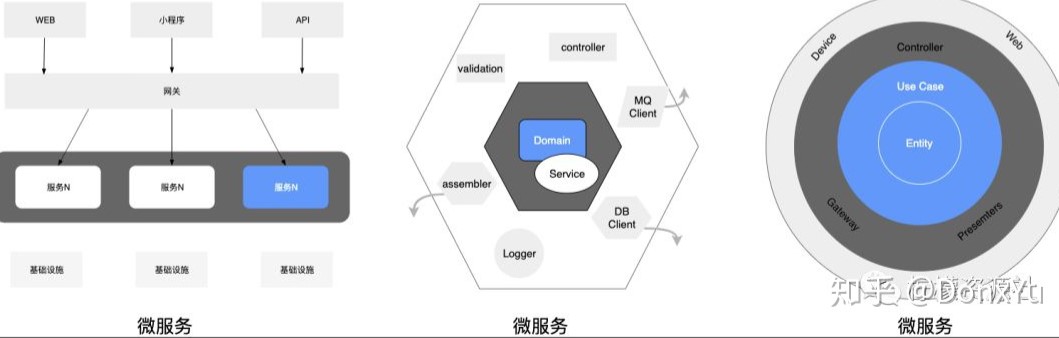 WEB
小程序
API
网关
服务N
服务N
服务N
基础设施
基础设施
基础设施
微服务
controller
validation
MQ
Client
Domain
Service
assembler
DB
Client
Logger
微服务
Device
Web
Controller
Use Case
Entity
Gateway
Presemters
知乎 @DonxYu
微服务